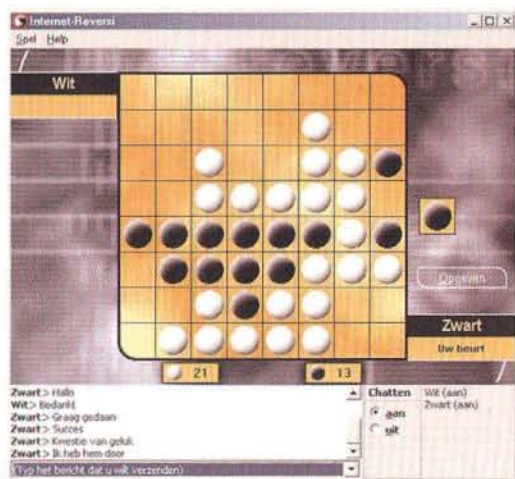 Internet-Reversi
Spel Help
Wit
Opgeven
Zwart
Uw beurt
21
13
Zwart> Hallo
Wit> Bedankt
Zwart> Graag gedaan
Zwart> Succes
Zwart> Kwestie van geluk
Zwart> Ik heb hem door
(Typ het bericht dat u wilt verzenden)
Chatten
aan
uit
Wit (aan)
Zwart (aan)